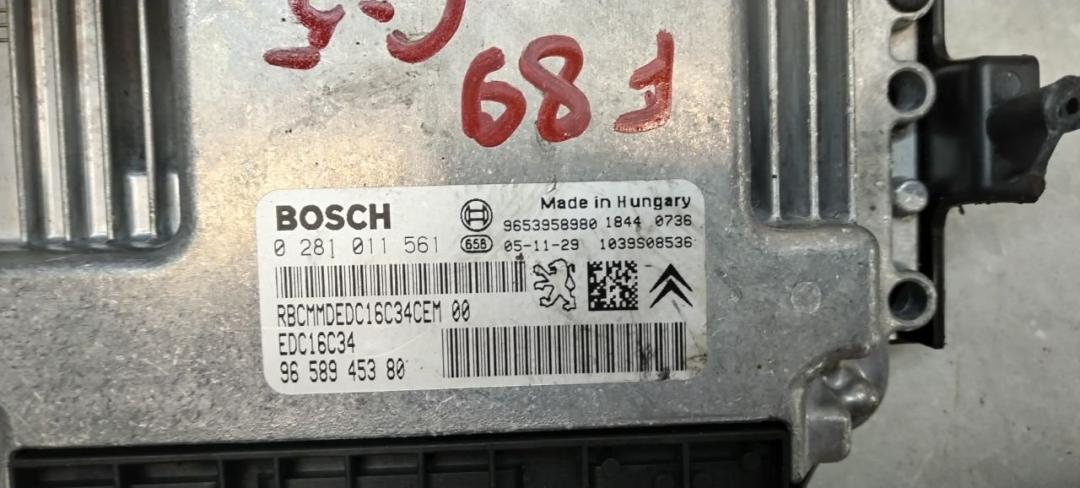 68 J
BOSCH
Made in Hungary
9653958980 1844 0736
0 281 011 561
658
05-11-29 1039S08536
RBCMMDEDC16C34CEM 00
EDC16C34
96 589 453 80